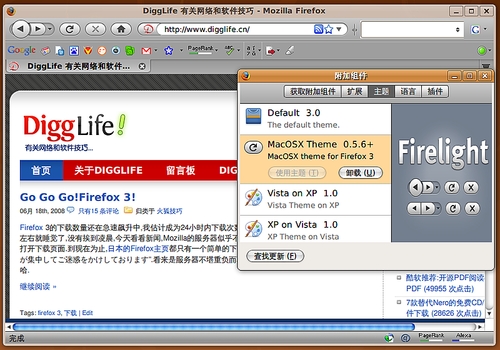 DiggLife 有关网络和软件技巧 - Mozilla Firefox
http://www.digglife.cn/
G
Google
PageRank
DiggLife 有关网络和软件技巧...
DiggLife!
有关网络和软件技巧...
首页 关于DIGGLIFE 留言板
Go Go Go!Firefox 3!
06月 18th, 2008 只有15 条评论 归类于 火狐技巧
Firefox 3的下载数量还在急速飙升中,我估计成为24小时内下载次
左右就睡觉了,没有挨到凌晨.今天看看新闻,Mozilla的服务器似乎不
打开下载页面.到现在为止,日本的Firefox主页都只有一个简单的下
が集中してご迷惑をかけしております".看来是服务器不堪重负而
哈.
继续阅读 »
Tags: firefox 3, 下载 | Edit
完成
附加组件
获取附加组件 扩展 主题 语言 插件
Default 3.0
The default theme.
MacOSX Theme 0.5.6+
MacOSX theme for Firefox 3
使用主题 (T) 卸载 (U)
Vista on XP 1.0
Vista Theme on XP
XP on Vista 1.0
XP Theme on Vista
查找更新 (F)
Firelight
酷软推荐:开源PDF阅读
PDF (49955 次点击)
7款替代Nero的免费CD/
件下载 (28626 次点击)
PageRank Alexa